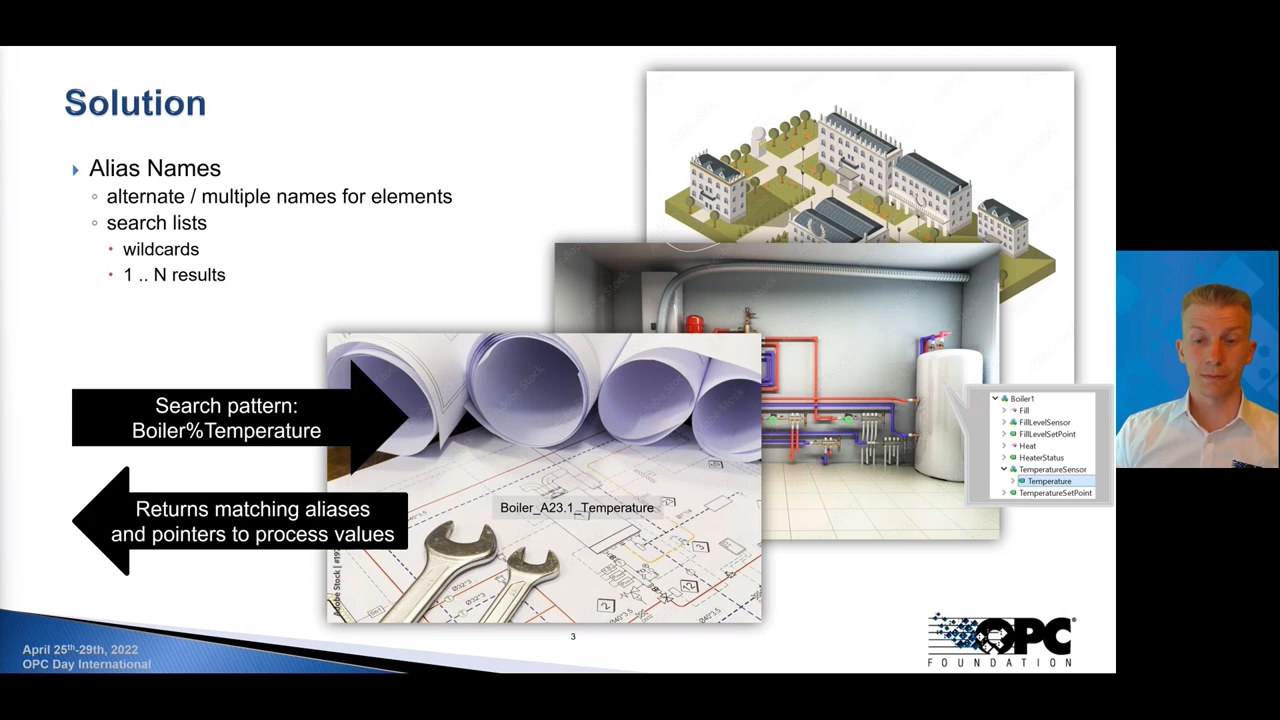 Solution
Alias Names
alternate / multiple names for elements
search lists
wildcards
1 .. N results
Search pattern:
Boiler%Temperature
Returns matching aliases
and pointers to process values
Boiler_A23.1_Temperature
Boiler1
Fill
FillLevelSensor
FillLevelSetPoint
Heat
HeaterStatus
TemperatureSensor
Temperature
TemperatureSetPoint
3
April 25th-29th, 2022
OPC Day International
OPC
FOUNDATION